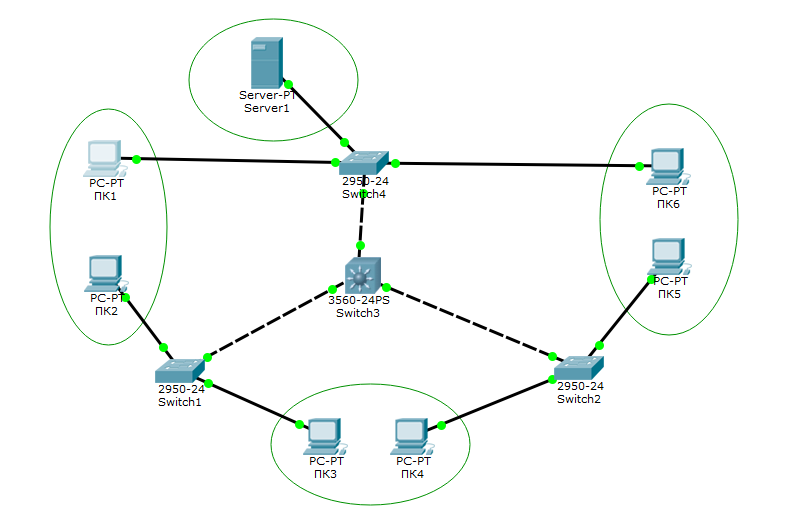 Server-PT
Server1
PC-PT
ПК1
2950-24
Switch4
PC-PT
ПК6
PC-PT
ПК2
3560-24PS
Switch3
PC-PT
ПК5
2950-24
Switch1
2950-24
Switch2
PC-PT
ПК3
PC-PT
ПК4